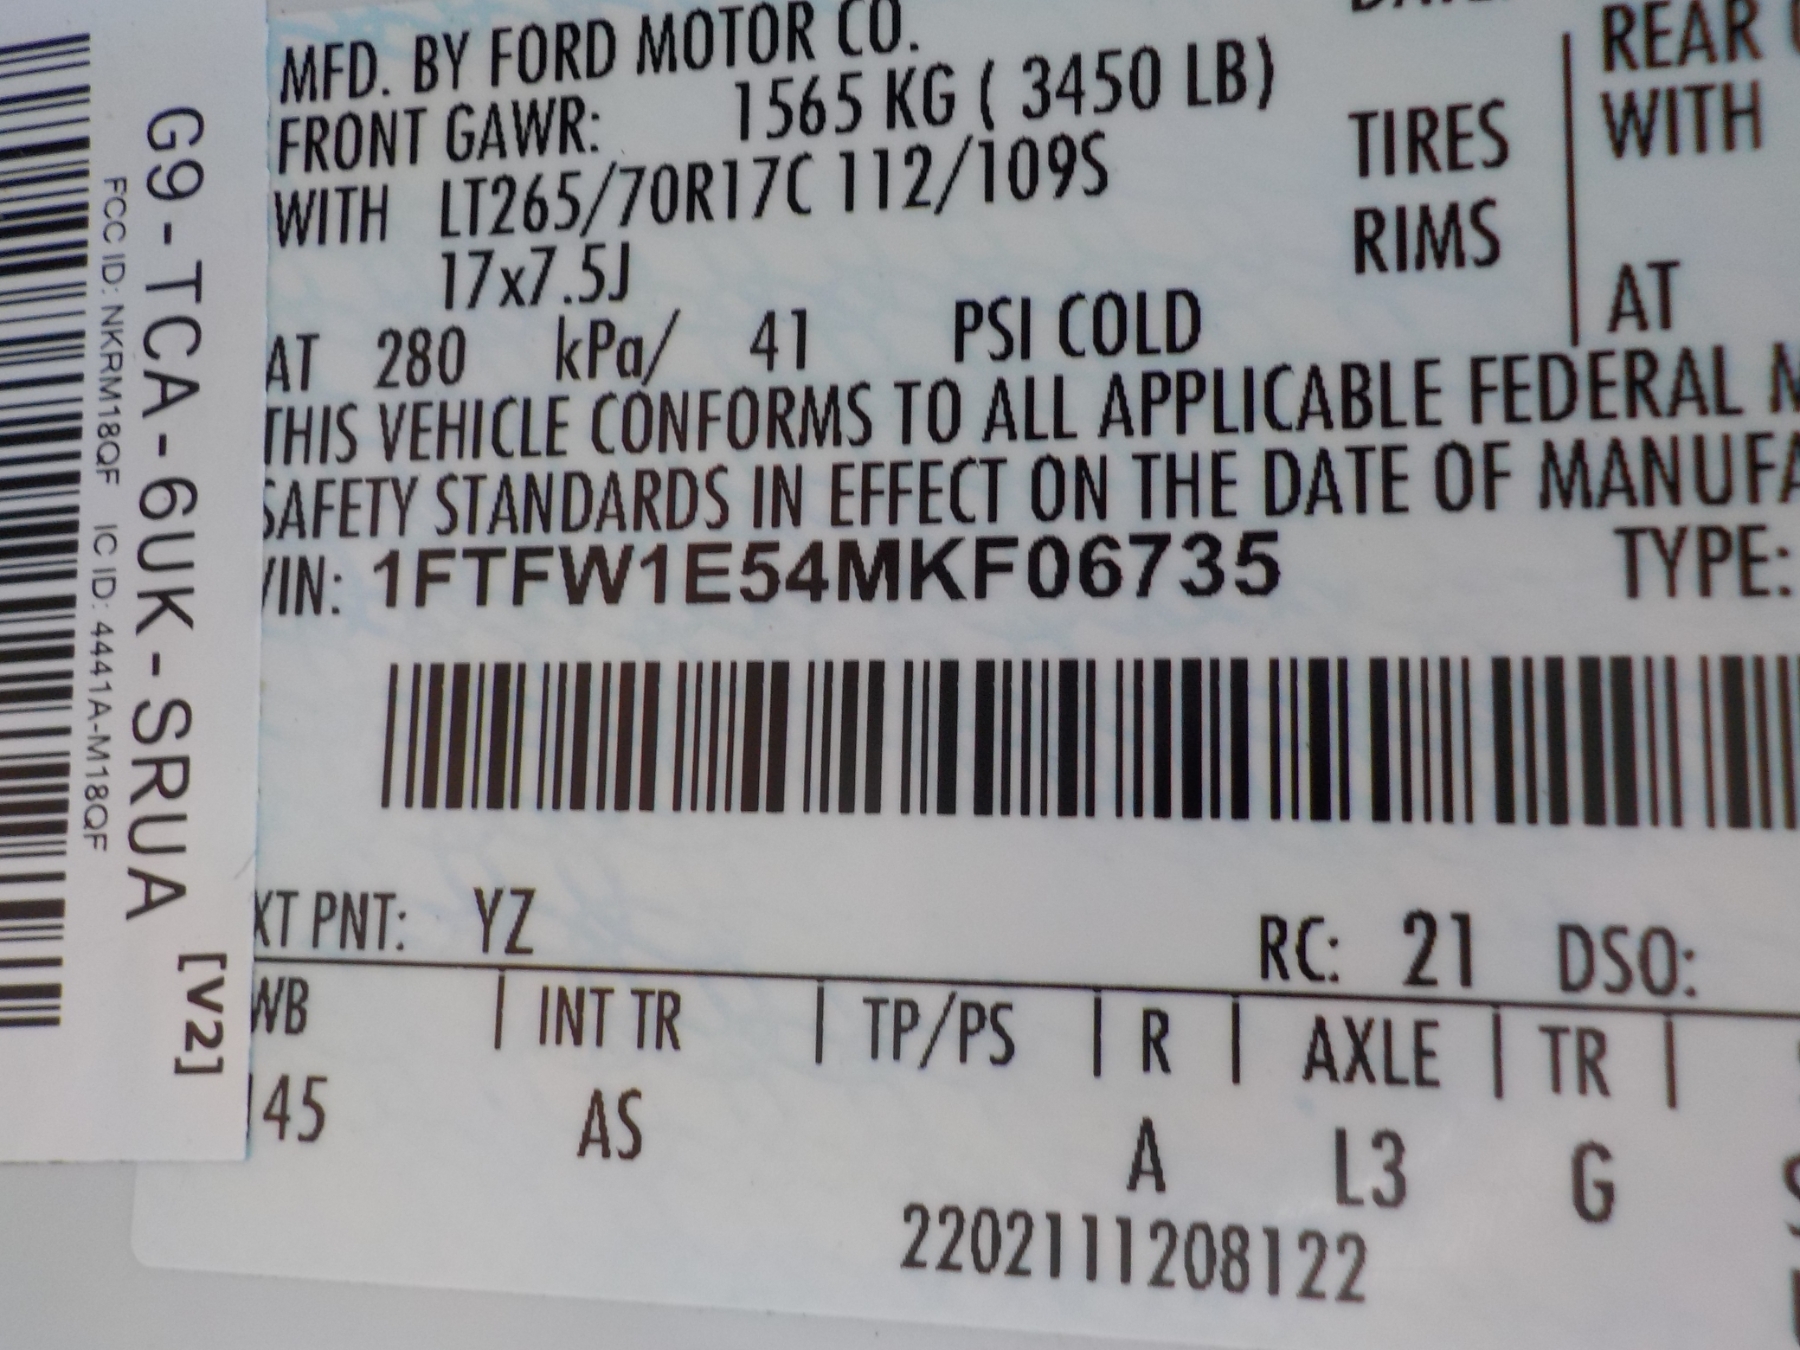 MFD. BY FORD MOTOR CO.
FRONT GAWR: 1565 KG ( 3450 LB)
WITH LT265/70R17C 112/109S TIRES
17x7.5J RIMS
AT 280 kPa/ 41 PSI COLD
REAR
WITH
AT
THIS VEHICLE CONFORMS TO ALL APPLICABLE FEDERAL
SAFETY STANDARDS IN EFFECT ON THE DATE OF MANUFA
VIN: 1FTFW1E54MKF06735 TYPE:
XT PNT: YZ RC: 21 DSO:
WB | INT TR | TP/PS | R | AXLE | TR |
145 AS A L3 G
2202111208122
G9-TCA-6UK-SRUA [V2]
FCC ID: NKRM18QF IC ID: 4441A-M18QF